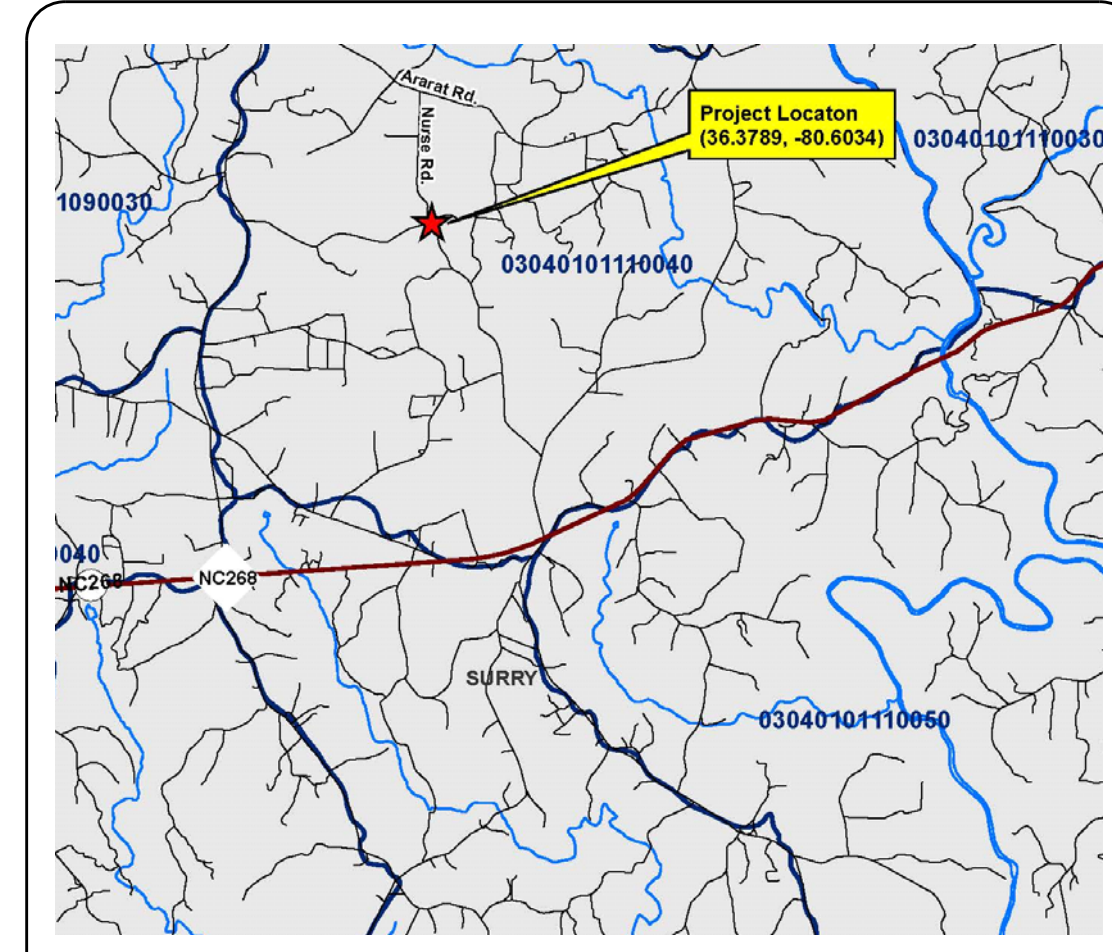 Ararat Rd.
Nurse Rd.
Project Locaton
(36.3789, -80.6034)
03040101110030
1090030
03040101110040
0040
NC268
NC268
SURRY
03040101110050